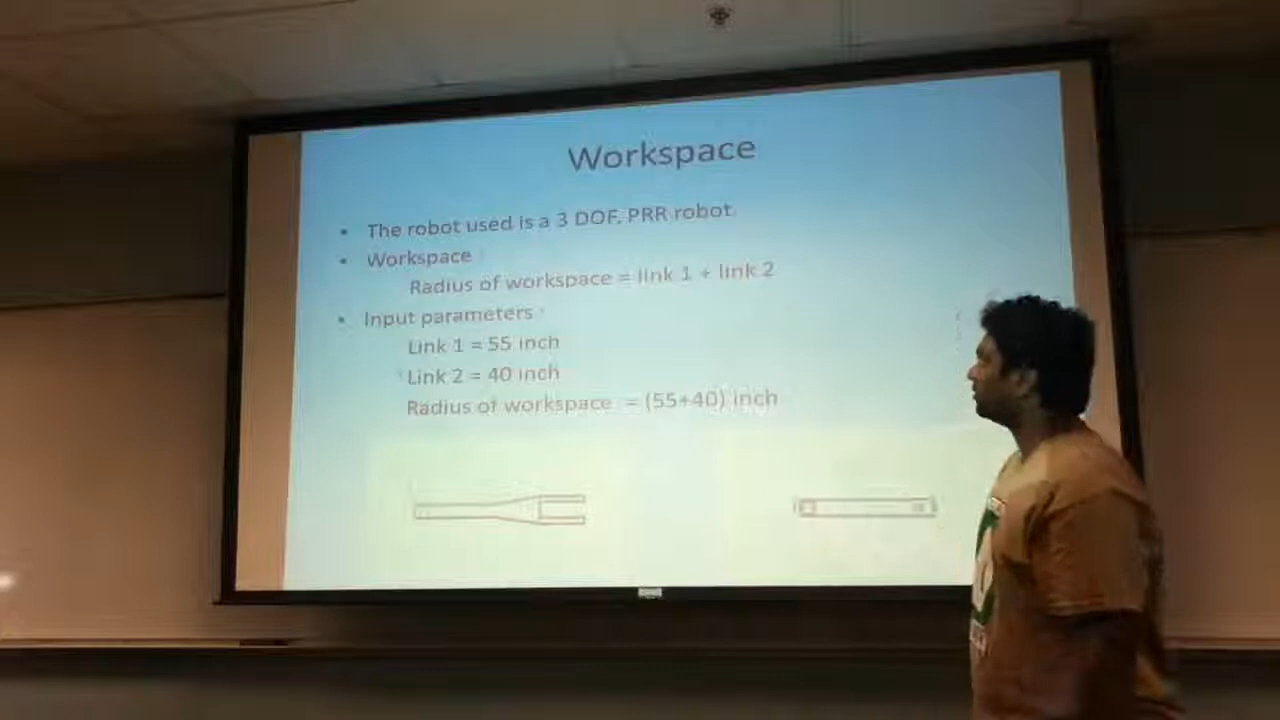 Workspace
• The robot used is a 3 DOF, PRR robot.
• Workspace :
Radius of workspace = link 1 + link 2
• Input parameters :
Link 1 = 55 inch
Link 2 = 40 inch
Radius of workspace = (55+40) inch